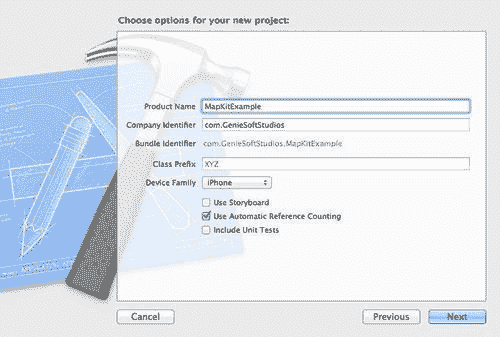 Choose options for your new project:
Product Name MapKitExample
Company Identifier com.GenieSoftStudios
Bundle Identifier com.GenieSoftStudios.MapKitExample
Class Prefix XYZ
Device Family iPhone
Use Storyboard
Use Automatic Reference Counting
Include Unit Tests
Cancel Previous Next